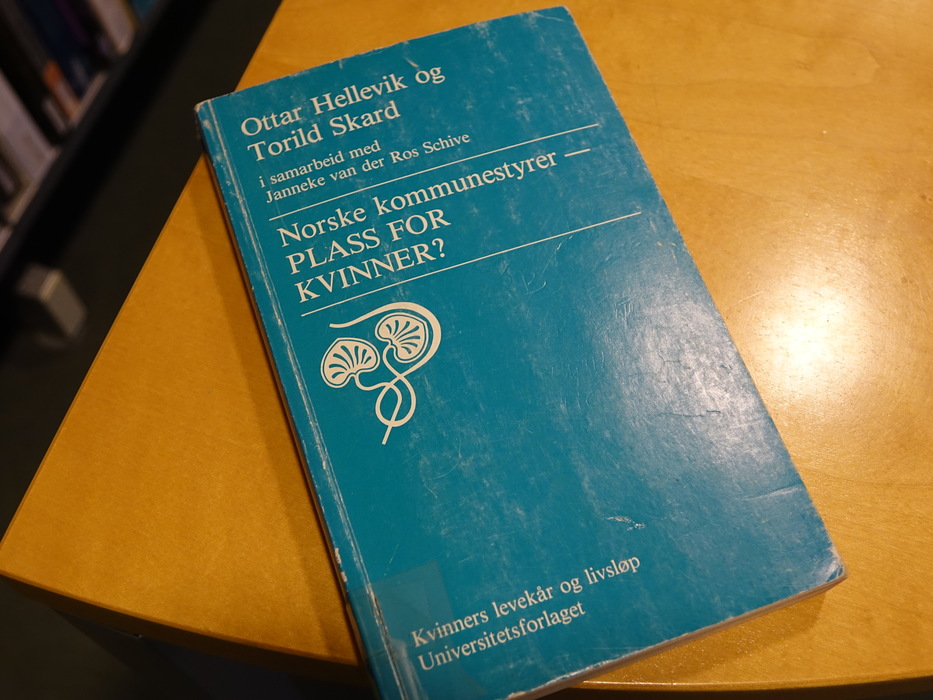 Ottar Hellevik og
Torild Skard
i samarbeid med
Janneke van der Ros Schive
Norske kommunestyrer —
PLASS FOR
KVINNER?
Kvinners levekår og livsløp
Universitetsforlaget